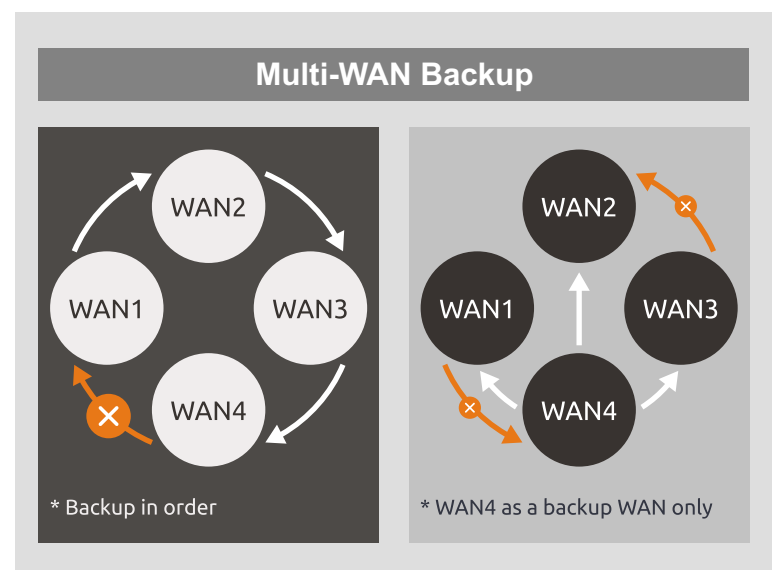 Multi-WAN Backup
WAN2
WAN1
WAN3
WAN4
* Backup in order
WAN2
WAN1
WAN3
WAN4
* WAN4 as a backup WAN only